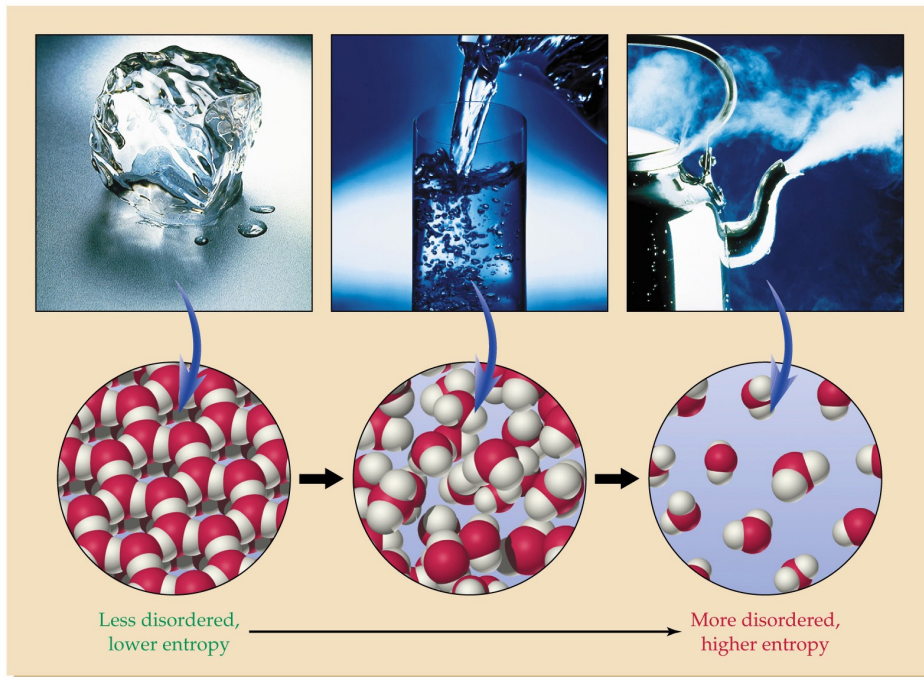 Less disordered,
lower entropy
More disordered,
higher entropy